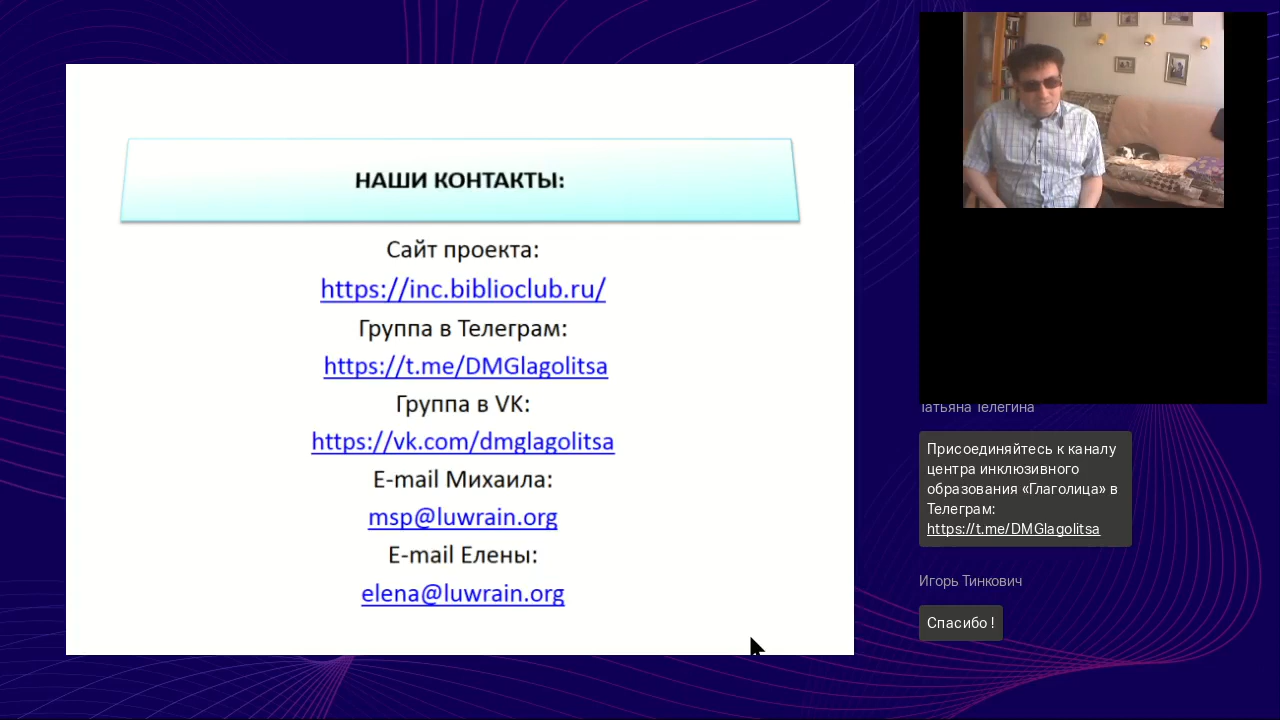 НАШИ КОНТАКТЫ:
Сайт проекта:
https://inc.biblioclub.ru/
Группа в Телеграм:
https://t.me/DMGlagolitsa
Группа в VK:
https://vk.com/dmglagolitsa
E-mail Михаила:
msp@luwrain.org
E-mail Елены:
elena@luwrain.org
Татьяна Телегина
Присоединяйтесь к каналу
центра инклюзивного
образования «Глаголица» в
Телеграм:
https://t.me/DMGlagolitsa
Игорь Тинкович
Спасибо !